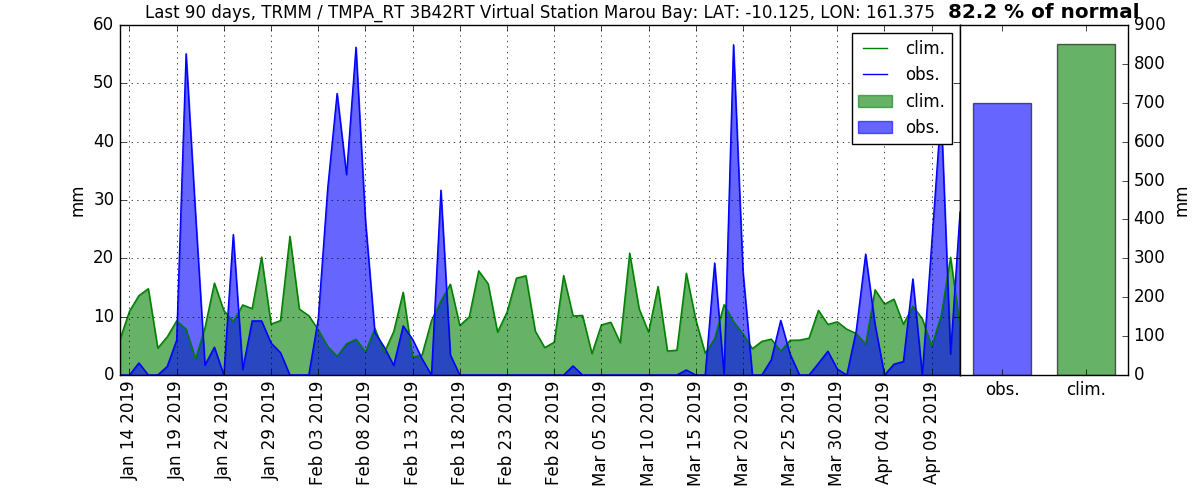 Last 90 days, TRMM / TMPA_RT 3B42RT Virtual Station Marou Bay: LAT: -10.125, LON: 161.375 82.2 % of normal
60
50
40
30
20
10
0
mm
clim.
obs.
clim.
obs.
900
800
700
600
500
400
300
200
100
0
mm
Jan 14 2019
Jan 19 2019
Jan 24 2019
Jan 29 2019
Feb 03 2019
Feb 08 2019
Feb 13 2019
Feb 18 2019
Feb 23 2019
Feb 28 2019
Mar 05 2019
Mar 10 2019
Mar 15 2019
Mar 20 2019
Mar 25 2019
Mar 30 2019
Apr 04 2019
Apr 09 2019
obs.
clim.